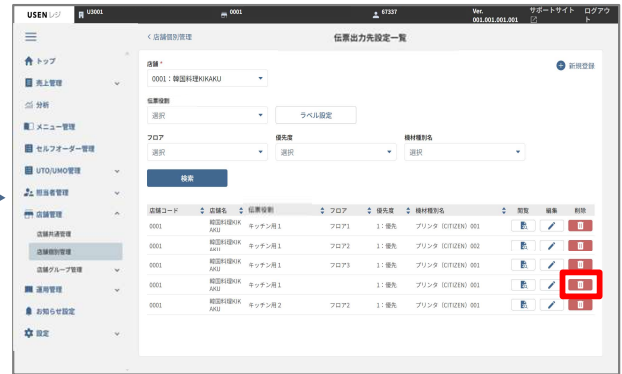 USEN レジ U3001 0001 67337 Ver. 001.001.001.001 サポートサイト ログアウト
< 店舗個別管理 伝票出力先設定一覧
トップ
売上管理
分析
メニュー管理
セルフオーダー管理
UTO/UMO管理
担当者管理
店舗管理
店舗共通管理
店舗個別管理
店舗グループ管理
運用管理
お知らせ設定
設定
店舗 * 新規登録
0001：韓国料理KIKAKU
伝票役割
選択 ラベル設定
フロア 優先度 機材種別名
選択 選択 選択
検索
店舗コード 店舗名 伝票役割 フロア 優先度 機材種別名 閲覧 編集 削除
0001 韓国料理KIKAKU キッチン用１ フロア1 1：優先 プリンタ（CITIZEN）001
0001 韓国料理KIKAKU キッチン用１ フロア2 1：優先 プリンタ（CITIZEN）002
0001 韓国料理KIKAKU キッチン用１ フロア3 1：優先 プリンタ（CITIZEN）001
0001 韓国料理KIKAKU キッチン用１ 1：優先 プリンタ（CITIZEN）001
0001 韓国料理KIKAKU キッチン用２ フロア2 1：優先 プリンタ（CITIZEN）001